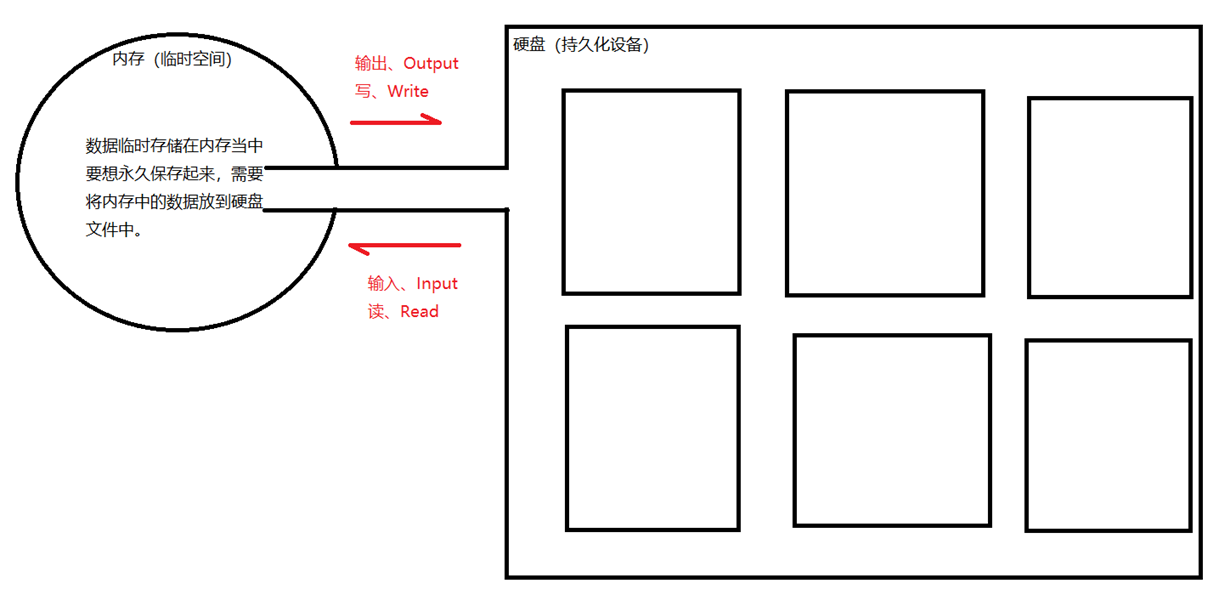 内存（临时空间）
数据临时存储在内存当中
要想永久保存起来，需要
将内存中的数据放到硬盘
文件中。
输出、Output
写、Write
输入、Input
读、Read
硬盘（持久化设备）